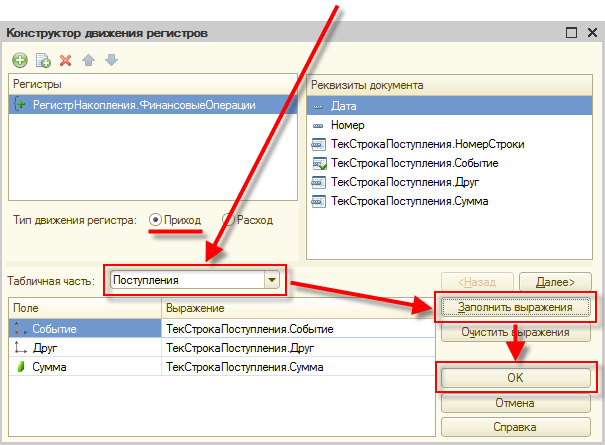 Конструктор движения регистров
Регистры
РегистрНакопления.ФинансовыеОперации
Тип движения регистра:
Приход
Расход
Реквизиты документа
Дата
Номер
ТекСтрокаПоступления.НомерСтроки
ТекСтрокаПоступления.Событие
ТекСтрокаПоступления.Друг
ТекСтрокаПоступления.Сумма
Табличная часть:
Поступления
<Назад
Далее>
Поле
Выражение
Событие
ТекСтрокаПоступления.Событие
Друг
ТекСтрокаПоступления.Друг
Сумма
ТекСтрокаПоступления.Сумма
Заполнить выражения
Очистить выражения
OK
Отмена
Справка